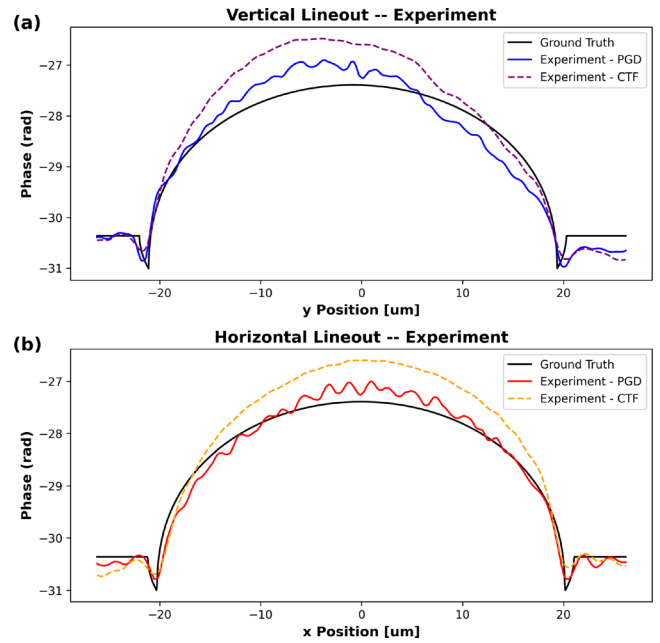 (a)
Vertical Lineout -- Experiment
Ground Truth
Experiment - PGD
Experiment - CTF
Phase (rad)
−27
−28
−29
−30
−31
−20
−10
0
10
20
y Position [um]
(b)
Horizontal Lineout -- Experiment
Ground Truth
Experiment - PGD
Experiment - CTF
Phase (rad)
−27
−28
−29
−30
−31
−20
−10
0
10
20
x Position [um]